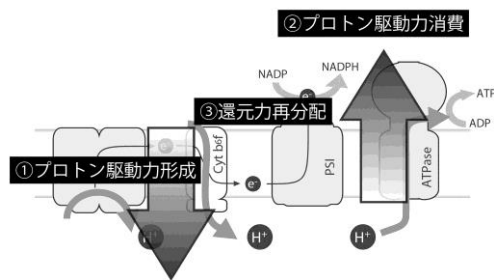 ②プロトン駆動力消費
NADP
NADPH
e-
ATP
ADP
③還元力再分配
e-
Cyt b6f
PSI
ATPase
①プロトン駆動力形成
e-
H+
H+
H+